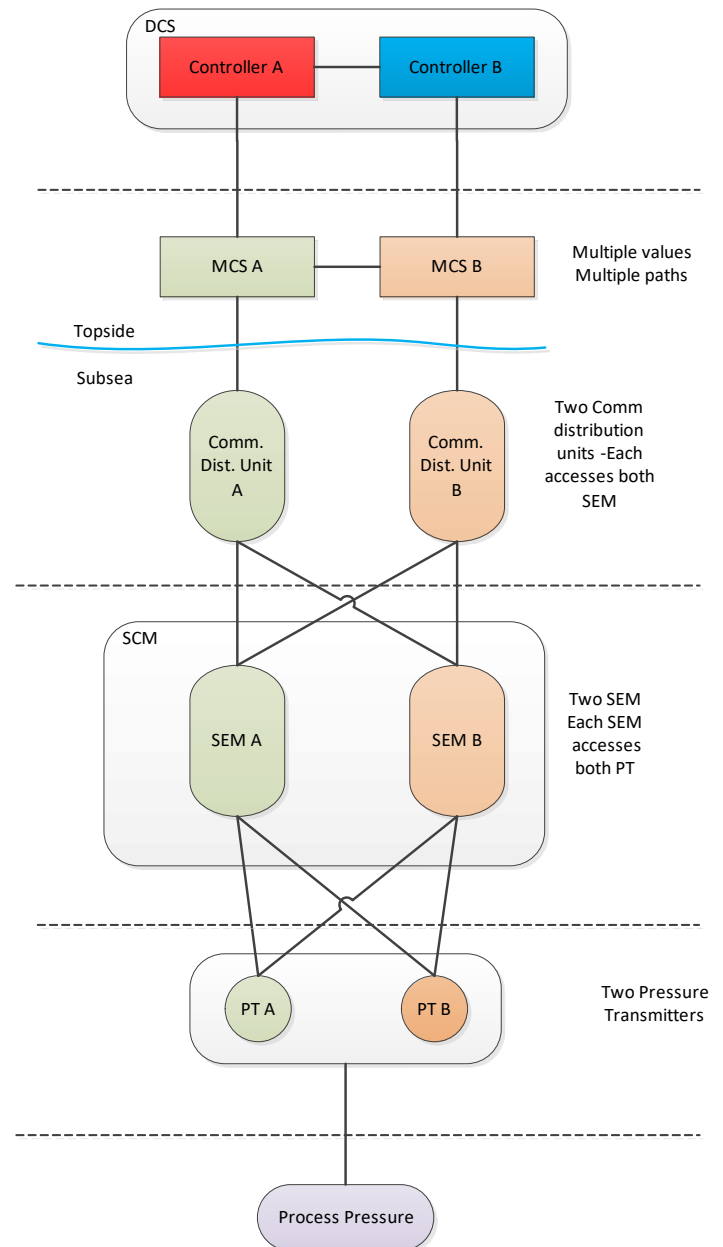 DCS
Controller A
Controller B
MCS A
MCS B
Multiple values
Multiple paths
Topside
Subsea
Comm.
Dist. Unit
A
Comm.
Dist. Unit
B
Two Comm
distribution
units -Each
accesses both
SEM
SCM
SEM A
SEM B
Two SEM
Each SEM
accesses
both PT
PT A
PT B
Two Pressure
Transmitters
Process Pressure